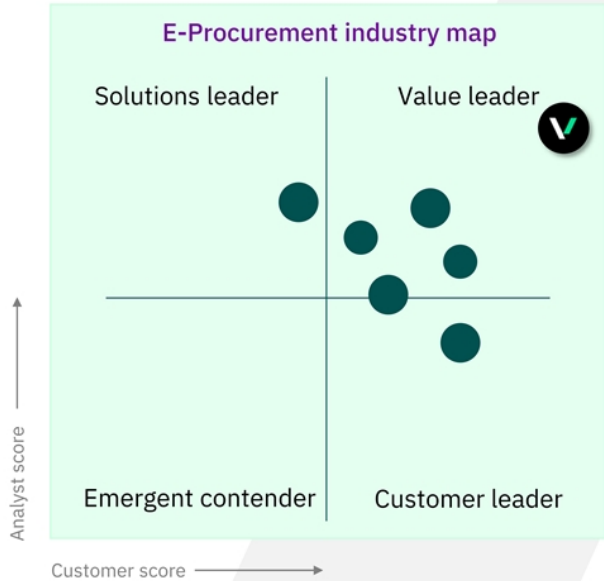 E-Procurement industry map
Solutions leader
Value leader
Analyst score
Emergent contender
Customer leader
Customer score